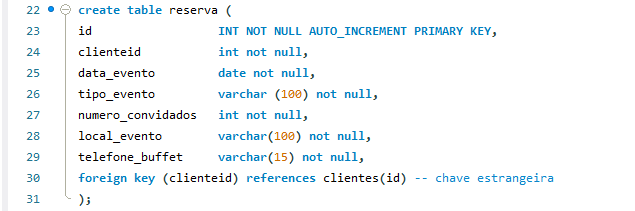 22 create table reserva (
23 id INT NOT NULL AUTO_INCREMENT PRIMARY KEY,
24 clienteid int not null,
25 data_evento date not null,
26 tipo_evento varchar (100) not null,
27 numero_convidados int not null,
28 local_evento varchar(100) not null,
29 telefone_buffet varchar(15) not null,
30 foreign key (clienteid) references clientes(id) -- chave estrangeira
31 );